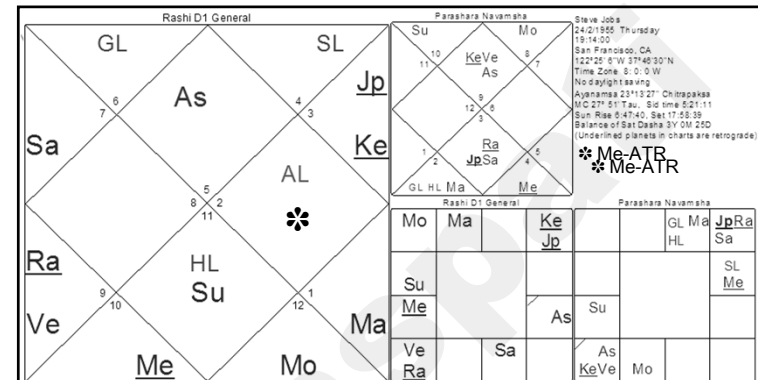 Rashi D1 General
GL
SL
As
Jp
6
7
4
3
Sa
Ke
AL
5
8 2
11
✽
Ra
HL
Su
9
10
1
12
Ve
Ma
Me
Mo
Parashara Navamsha
Su
Mo
10
11
KeVe
As
8
7
9
12 6
3
Ra
JpSa
1
2
5
4
GL HL Ma
Me
Steve Jobs
24/2/1955 Thursday
19:14:00
San Francisco, CA
122°25' 6"W 37°46'30"N
Time Zone 8: 0: 0 W
No daylight saving
Ayanamsa 23°13'27" Chitrapaksa
MC 27° 51' Tau, Sid time 5:21:11
Sun Rise 6:47:40, Set 17:58:39
Balance of Sat Dasha 3Y 0M 25D
(Underlined planets in charts are retrograde)
✽ Me-ATR
✽ Me-ATR
Rashi D1 General
Mo Ma Ke
Jp
Su
Me
As
Ve Sa
Ra
Parashara Navamsha
GL Ma JpRa
HL Sa
SL
Me
Su
As
KeVe Mo